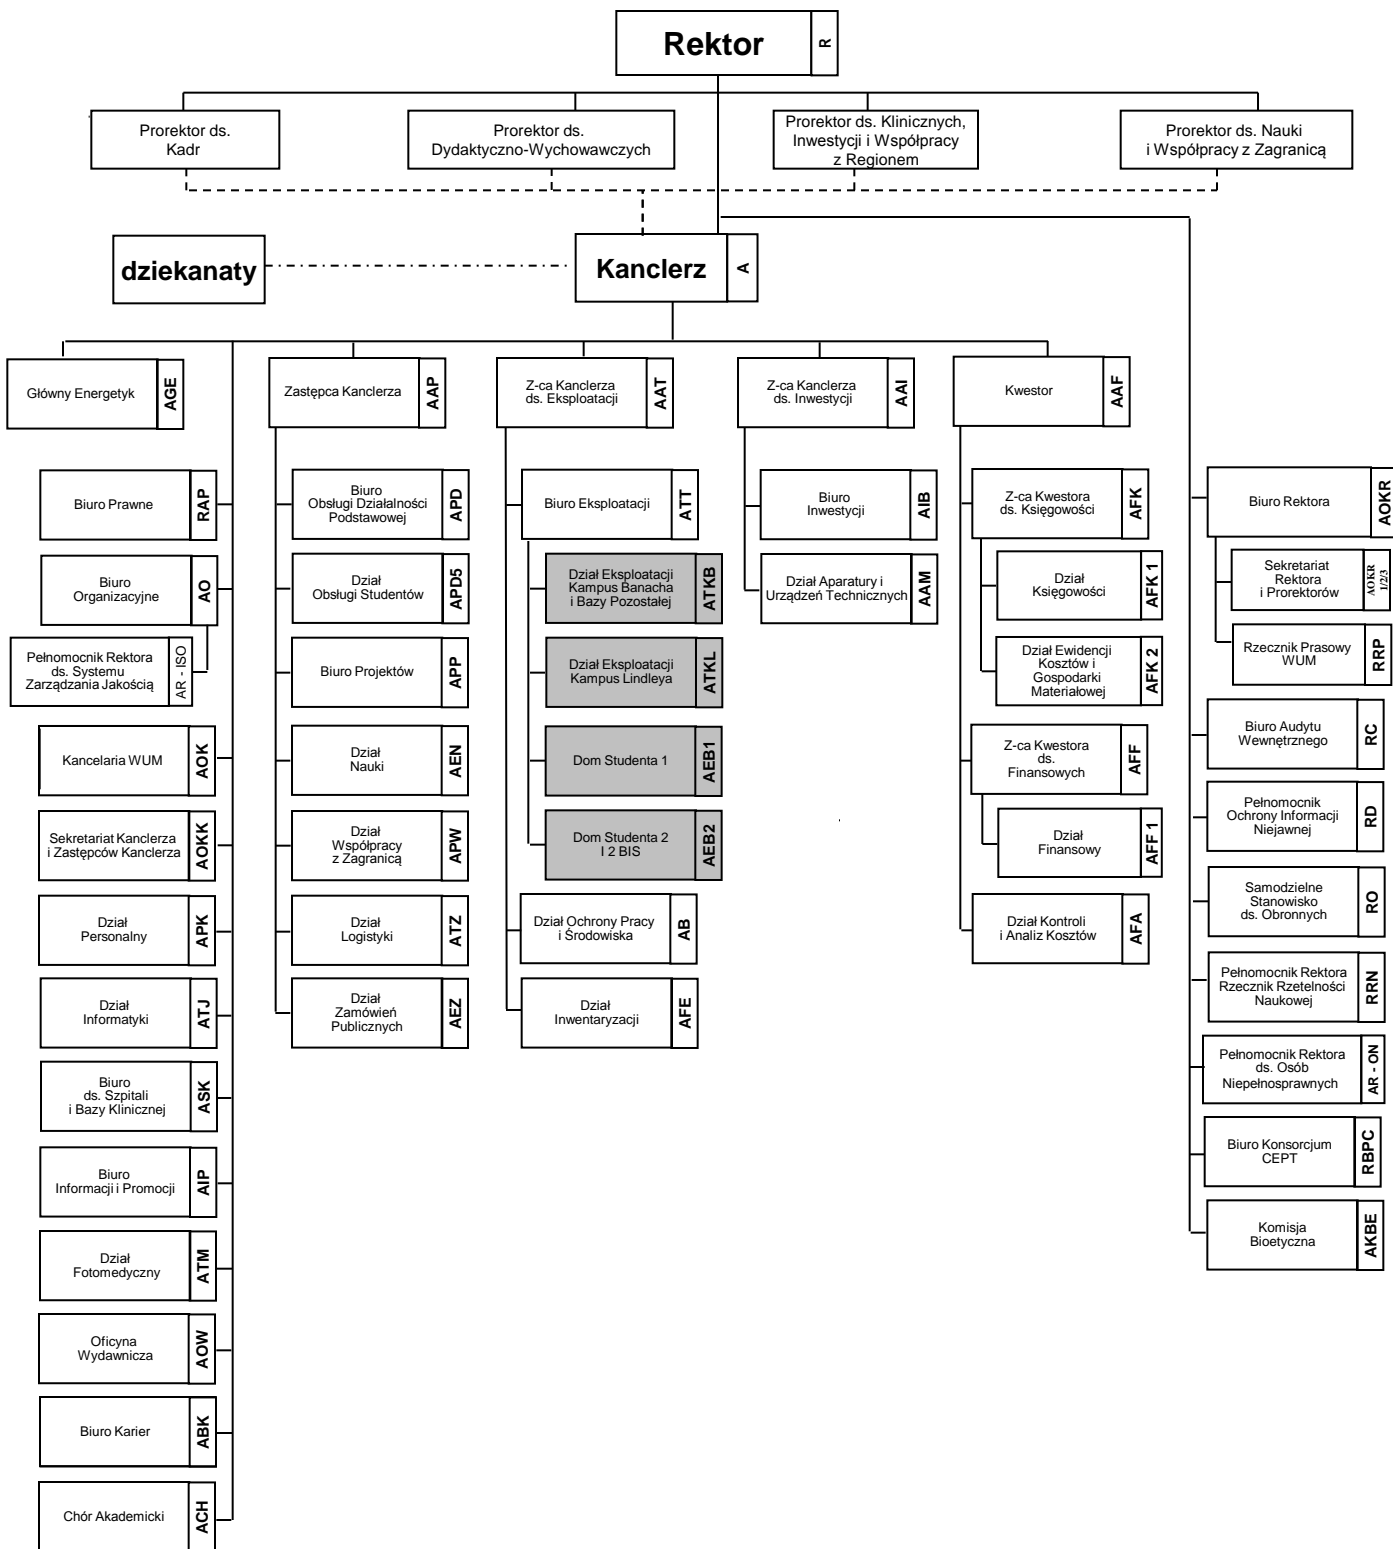 Rektor
R
Prorektor ds.
Kadr
Prorektor ds.
Dydaktyczno-Wychowawczych
Prorektor ds. Klinicznych,
Inwestycji i Współpracy
z Regionem
Prorektor ds. Nauki
i Współpracy z Zagranicą
dziekanaty
Kanclerz
A
Główny Energetyk
AGE
Biuro Prawne
RAP
Biuro
Organizacyjne
AO
Pełnomocnik Rektora
ds. Systemu
Zarządzania Jakością
AR - ISO
Kancelaria WUM
AOK
Sekretariat Kanclerza
i Zastępców Kanclerza
AOKK
Dział
Personalny
APK
Dział
Informatyki
ATJ
Biuro
ds. Szpitali
i Bazy Klinicznej
ASK
Biuro
Informacji i Promocji
AIP
Dział
Fotomedyczny
ATM
Oficyna
Wydawnicza
AOW
Biuro Karier
ABK
Chór Akademicki
ACH
Zastępca Kanclerza
AAP
Biuro
Obsługi Działalności
Podstawowej
APD
Dział
Obsługi Studentów
APD5
Biuro Projektów
APP
Dział
Nauki
AEN
Dział
Współpracy
z Zagranicą
APW
Dział
Logistyki
ATZ
Dział
Zamówień
Publicznych
AEZ
Z-ca Kanclerza
ds. Eksploatacji
AAT
Biuro Eksploatacji
ATT
Dział Eksploatacji
Kampus Banacha
i Bazy Pozostałej
ATKB
Dział Eksploatacji
Kampus Lindleya
ATKL
Dom Studenta 1
AEB1
Dom Studenta 2
I 2 BIS
AEB2
Dział Ochrony Pracy
i Środowiska
AB
Dział
Inwentaryzacji
AFE
Z-ca Kanclerza
ds. Inwestycji
AAI
Biuro
Inwestycji
AIB
Dział Aparatury i
Urządzeń Technicznych
AAM
Kwestor
AAF
Z-ca Kwestora
ds. Księgowości
AFK
Dział
Księgowości
AFK 1
Dział Ewidencji
Kosztów i
Gospodarki
Materiałowej
AFK 2
Z-ca Kwestora
ds.
Finansowych
AFF
Dział
Finansowy
AFF 1
Dział Kontroli
i Analiz Kosztów
AFA
Biuro Rektora
AOKR
Sekretariat
Rektora
i Prorektorów
AOKR
1/2/3
Rzecznik Prasowy
WUM
RRP
Biuro Audytu
Wewnętrznego
RC
Pełnomocnik
Ochrony Informacji
Niejawnej
RD
Samodzielne
Stanowisko
ds. Obronnych
RO
Pełnomocnik Rektora
Rzecznik Rzetelności
Naukowej
RRN
Pełnomocnik Rektora
ds. Osób
Niepełnosprawnych
AR - ON
Biuro Konsorcjum
CEPT
RBPC
Komisja
Bioetyczna
AKBE